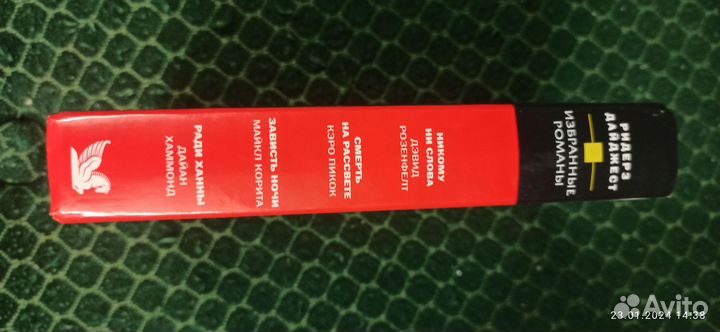 РИДЕРЗ
ДАЙДЖЕСТ
ИЗБРАННЫЕ
РОМАНЫ
НИКОМУ
НИ СЛОВА
ДЭВИД
РОЗЕНФЕЛТ
СМЕРТЬ
НА РАССВЕТЕ
КЭРО ПИКОК
ЗАВИСТЬ НОЧИ
МАЙКЛ КОРИТА
РАДИ ХАННЫ
ДАЙАН
ХАММОНД
Avito
23.01.2024 14:38